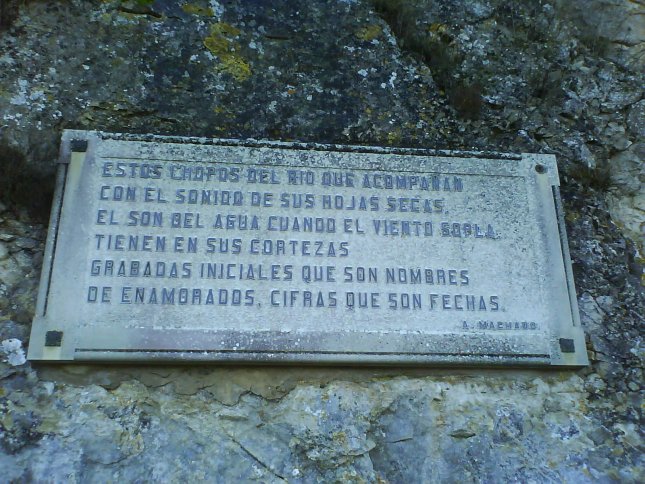 ESTOS CHOPOS DEL RIO QUE ACOMPAÑAN
CON EL SONIDO DE SUS HOJAS SECAS,
EL SON DEL AGUA CUANDO EL VIENTO SOPLA.
TIENEN EN SUS CORTEZAS
GRABADAS INICIALES QUE SON NOMBRES
DE ENAMORADOS, CIFRAS QUE SON FECHAS.
A. MACHADO.